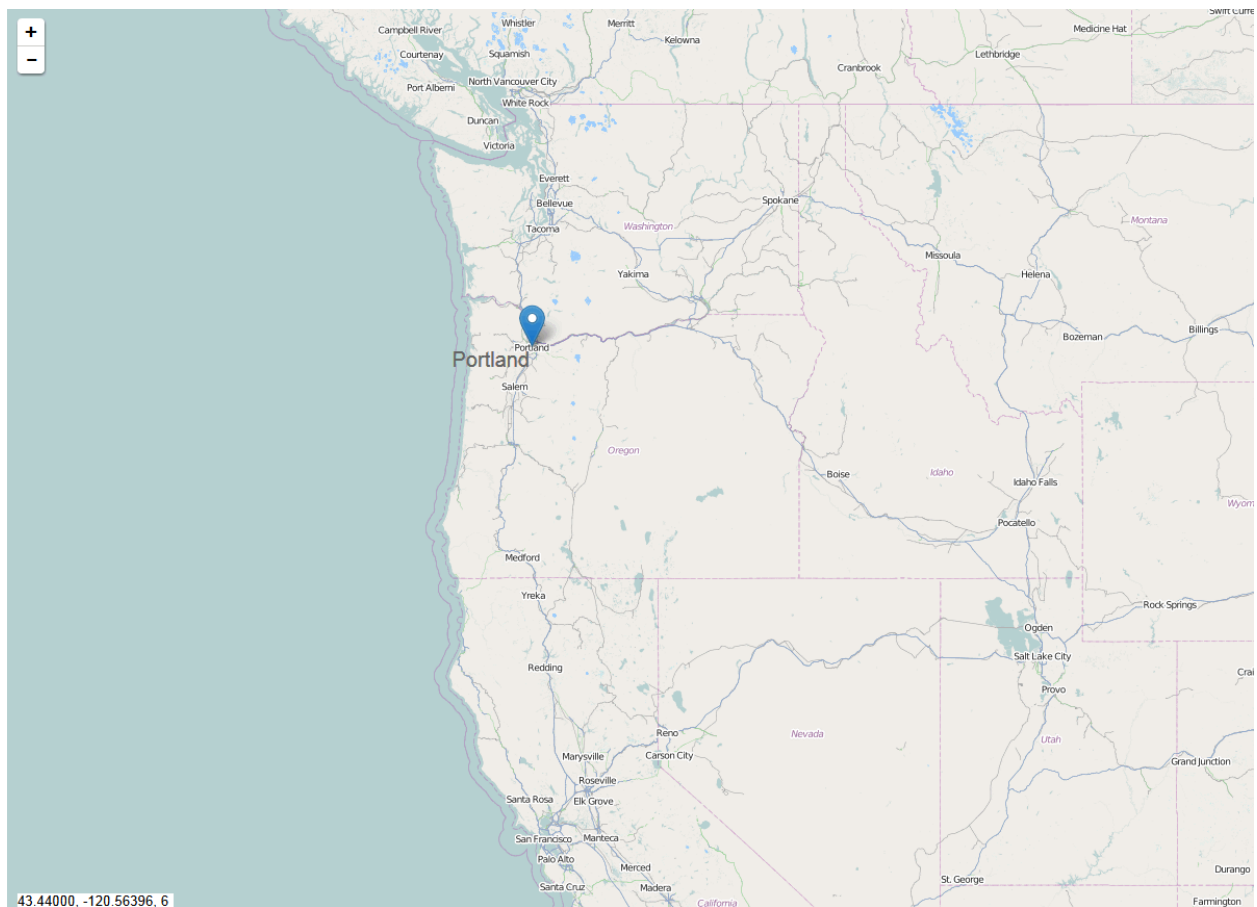 +
Campbell River
Whistler
Merritt
Swift Curre
Medicine Hat
Kelowna
Courtenay
Squamish
Lethbridge
Cranbrook
−
Port Alberni
North Vancouver City
White Rock
Duncan
Victoria
Everett
Bellevue
Spokane
Tacoma
Washington
Montana
Missoula
Yakima
Helena
Billings
Bozeman
Portland
Portland
Salem
Oregon
Boise
Idaho
Idaho Falls
Wyom
Pocatello
Medford
Yreka
Rock Springs
Ogden
Salt Lake City
Redding
Crai
Provo
Reno
Nevada
Utah
Carson City
Marysville
Grand Junction
Roseville
Santa Rosa
Elk Grove
San Francisco
Manteca
Palo Alto
Merced
Durango
St. George
Santa Cruz
Madera
California
Farmington
43.44000, -120.56396, 6